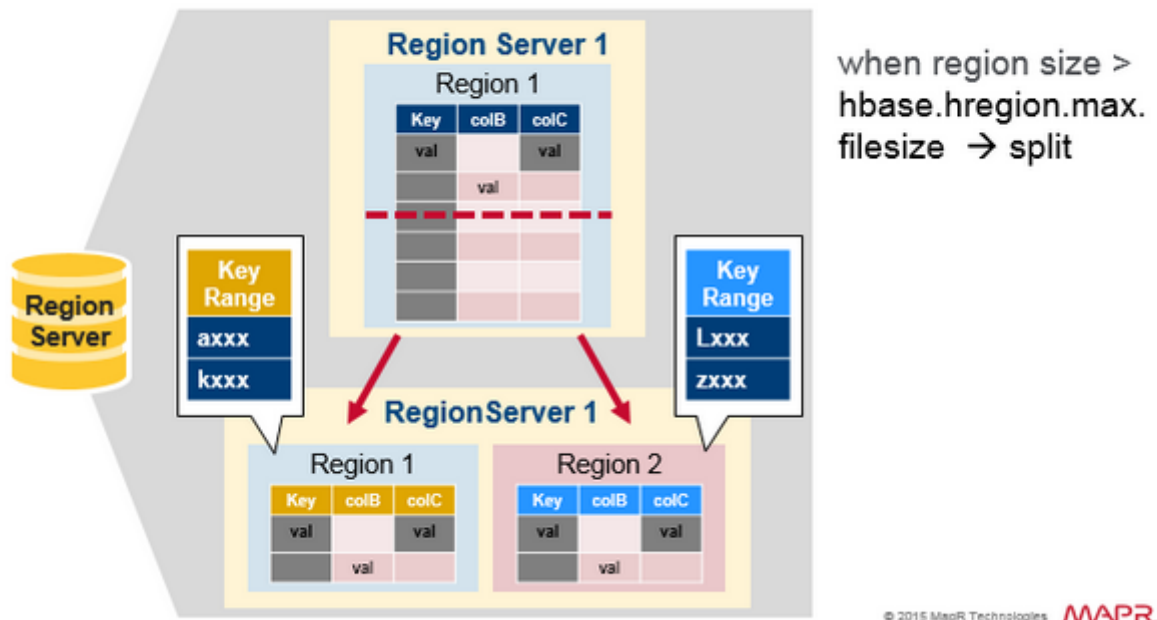 Region Server 1
Region 1
Key colB colC
val val
val
when region size >
hbase.hregion.max.
filesize → split
Region
Server
Key
Range
axxx
kxxx
Key
Range
Lxxx
zxxx
RegionServer 1
Region 1
Key colB colC
val val
val
Region 2
Key colB colC
val val
val
© 2015 MapR Technologies MAPR